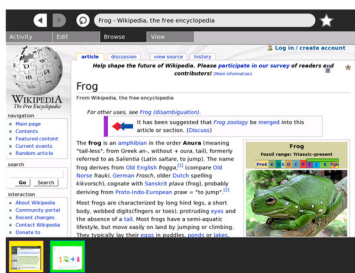 Frog - Wikipedia, the free encyclopedia
Activity Edit Browse View
Log in / create account
article discussion view source history
Help shape the future of Wikipedia. Please participate in our survey of readers and
contributors! (More information)
WIKIPEDIA
The Free Encyclopedia
Frog
From Wikipedia, the free encyclopedia
For other uses, see Frog (disambiguation).
It has been suggested that Frog zoology be merged into this
article or section. (Discuss)
navigation
Main page
Contents
Featured content
Current events
Random article
search
Go Search
interaction
About Wikipedia
Community portal
Recent changes
Contact Wikipedia
Donate to
The frog is an amphibian in the order Anura (meaning
"tail-less", from Greek an-, without + oura, tail), formerly
referred to as Salientia (Latin saltare, to jump). The name
frog derives from Old English frogga,[1] (compare Old
Norse frauki, German Frosch, older Dutch spelling
kikvorsch), cognate with Sanskrit plava (frog), probably
deriving from Proto-Indo-European praw = "to jump".[2]
Most frogs are characterized by long hind legs, a short
body, webbed digits(fingers or toes), protruding eyes and
the absence of a tail. Most frogs have a semi-aquatic
lifestyle, but move easily on land by jumping or climbing.
They typically lay their eggs in puddles, ponds or lakes,
Frog
Fossil range: Triassic-present